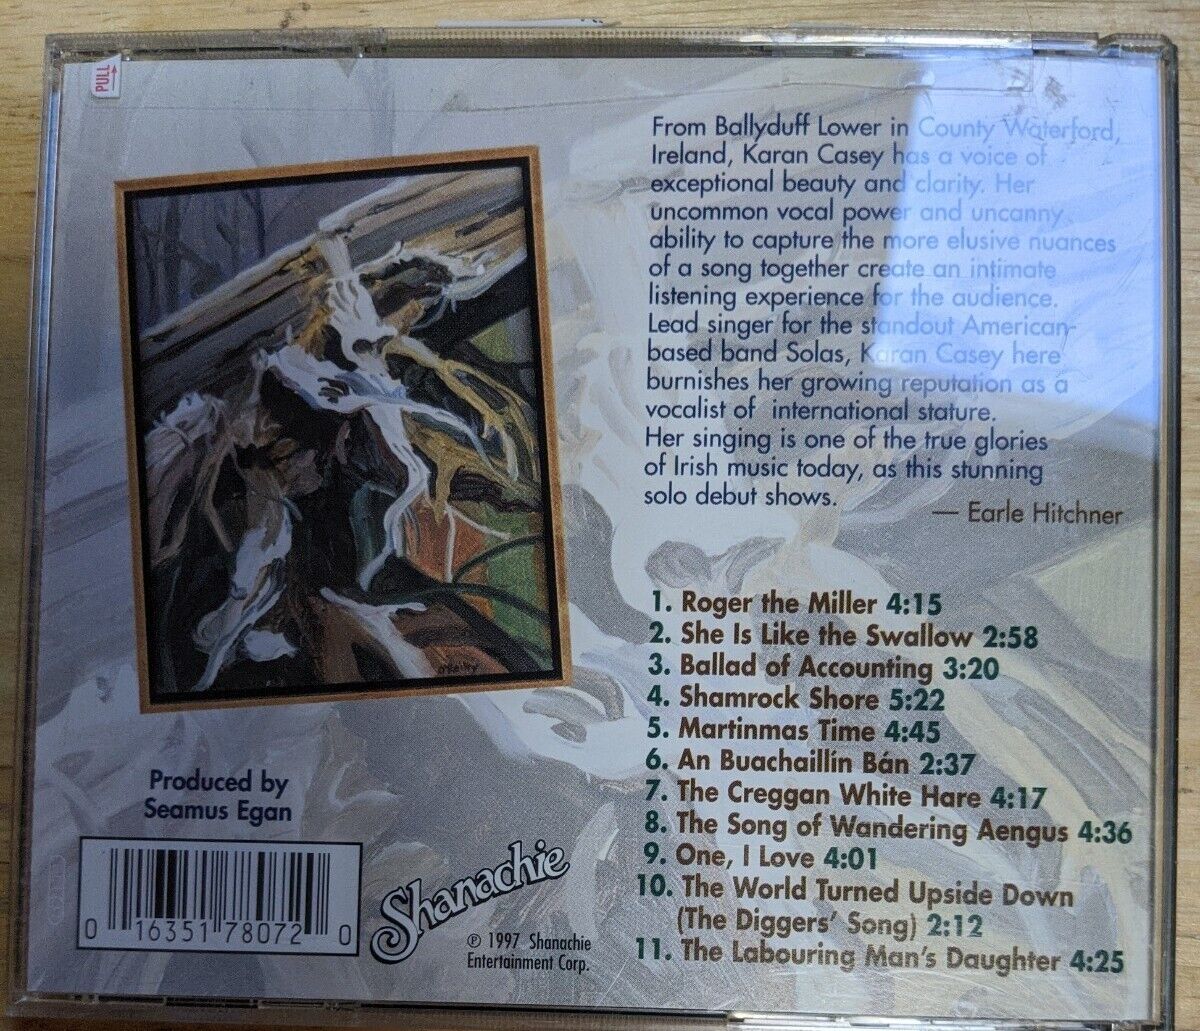 PULL
From Ballyduff Lower in County Waterford,
Ireland, Karan Casey has a voice of
exceptional beauty and clarity. Her
uncommon vocal power and uncanny
ability to capture the more elusive nuances
of a song together create an intimate
listening experience for the audience.
Lead singer for the standout American-
based band Solas, Karan Casey here
burnishes her growing reputation as a
vocalist of international stature.
Her singing is one of the true glories
of Irish music today, as this stunning
solo debut shows.
— Earle Hitchner
1. Roger the Miller 4:15
2. She Is Like the Swallow 2:58
3. Ballad of Accounting 3:20
4. Shamrock Shore 5:22
5. Martinmas Time 4:45
6. An Buachaillín Bán 2:37
7. The Creggan White Hare 4:17
8. The Song of Wandering Aengus 4:36
9. One, I Love 4:01
10. The World Turned Upside Down
(The Diggers' Song) 2:12
11. The Labouring Man's Daughter 4:25
Produced by
Seamus Egan
0 16351 78072 0
Shanachie
℗ 1997 Shanachie
Entertainment Corp.